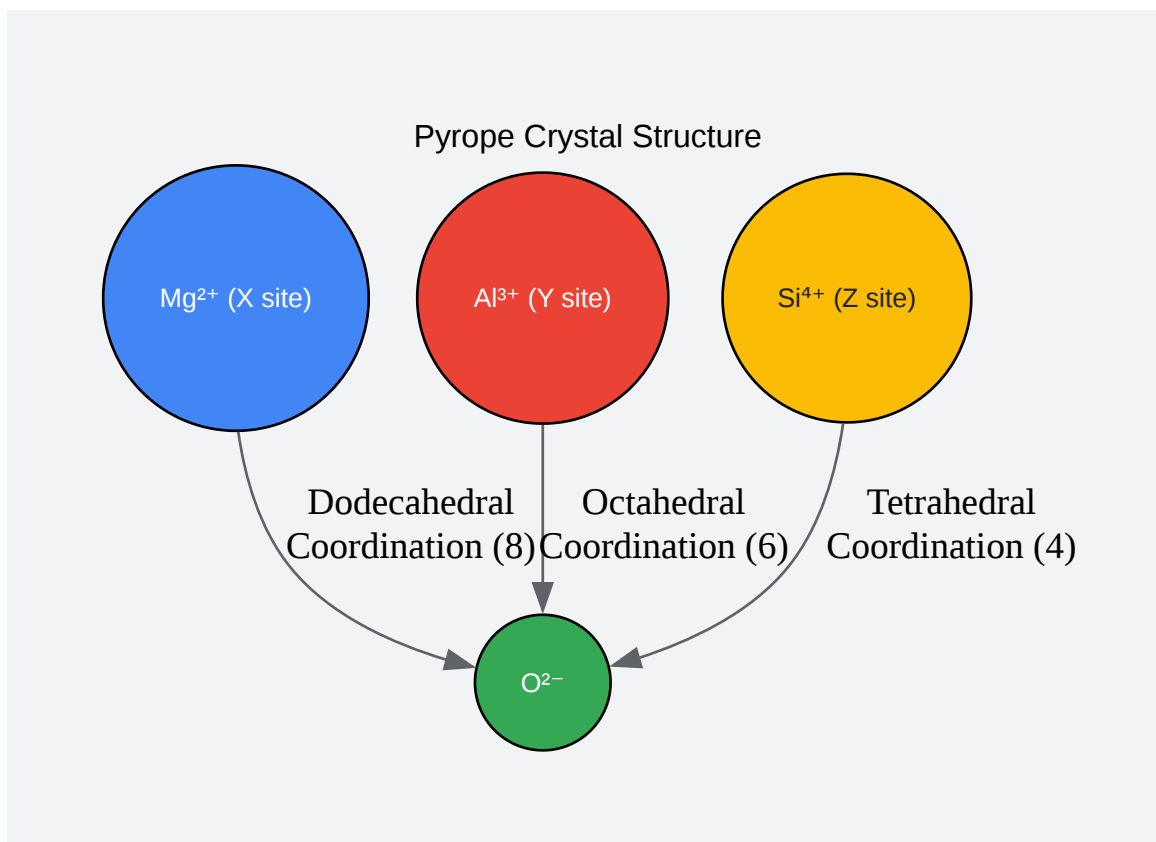 Pyrope Crystal Structure
Mg²⁺ (X site)
Al³⁺ (Y site)
Si⁴⁺ (Z site)
Dodecahedral
Coordination (8)
Octahedral
Coordination (6)
Tetrahedral
Coordination (4)
O²⁻